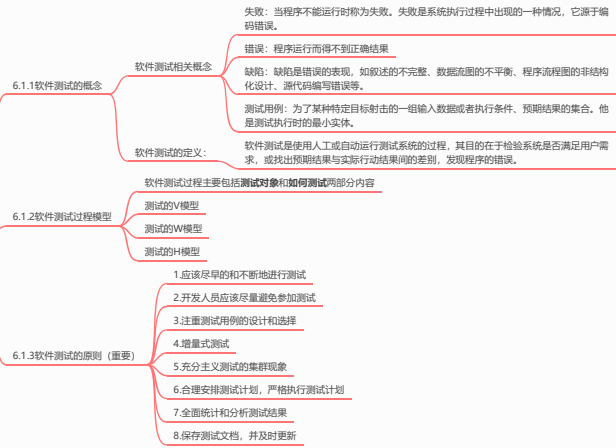 6.1.1软件测试的概念
软件测试相关概念
失败：当程序不能运行时称为失败。失败是系统执行过程中出现的一种情况，它源于编
码错误。
错误：程序运行而得不到正确结果
缺陷：缺陷是错误的表现，如叙述的不完整、数据流图的不平衡、程序流程图的非结构
化设计、源代码编写错误等。
测试用例：为了某种特定目标射击的一组输入数据或者执行条件、预期结果的集合。他
是测试执行时的最小实体。
软件测试的定义：
软件测试是使用人工或自动运行测试系统的过程，其目的在于检验系统是否满足用户需
求，或找出预期结果与实际行动结果间的差别，发现程序的错误。
6.1.2软件测试过程模型
软件测试过程主要包括测试对象和如何测试两部分内容
测试的V模型
测试的W模型
测试的H模型
6.1.3软件测试的原则（重要）
1.应该尽早的和不断地进行测试
2.开发人员应该尽量避免参加测试
3.注重测试用例的设计和选择
4.增量式测试
5.充分主义测试的集群现象
6.合理安排测试计划，严格执行测试计划
7.全面统计和分析测试结果
8.保存测试文档，并及时更新